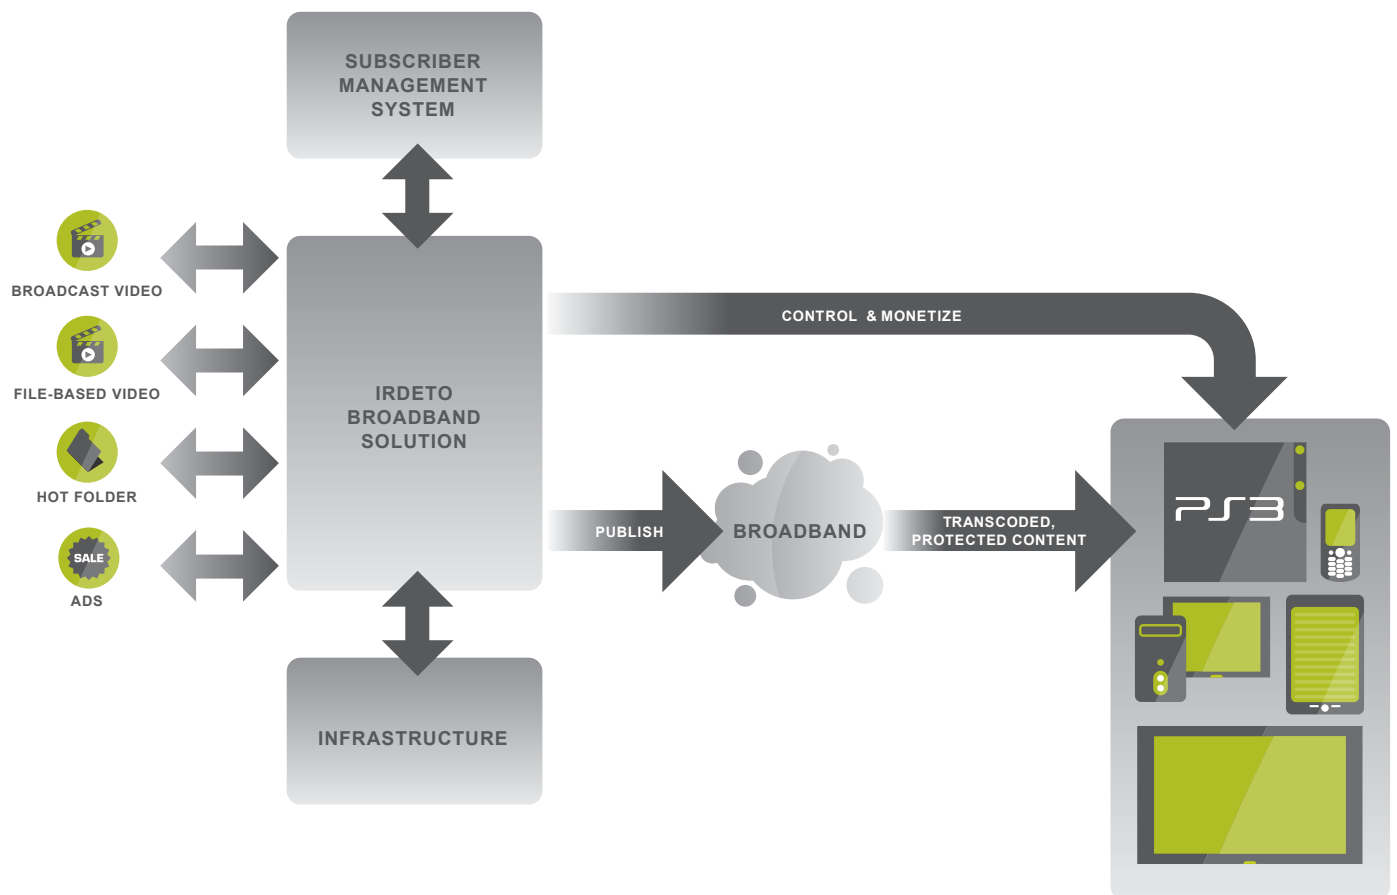 SUBSCRIBER
MANAGEMENT
SYSTEM
BROADCAST VIDEO
FILE-BASED VIDEO
HOT FOLDER
SALE
ADS
IRDETO
BROADBAND
SOLUTION
INFRASTRUCTURE
CONTROL & MONETIZE
PUBLISH
BROADBAND
TRANSCODED,
PROTECTED CONTENT
PS3